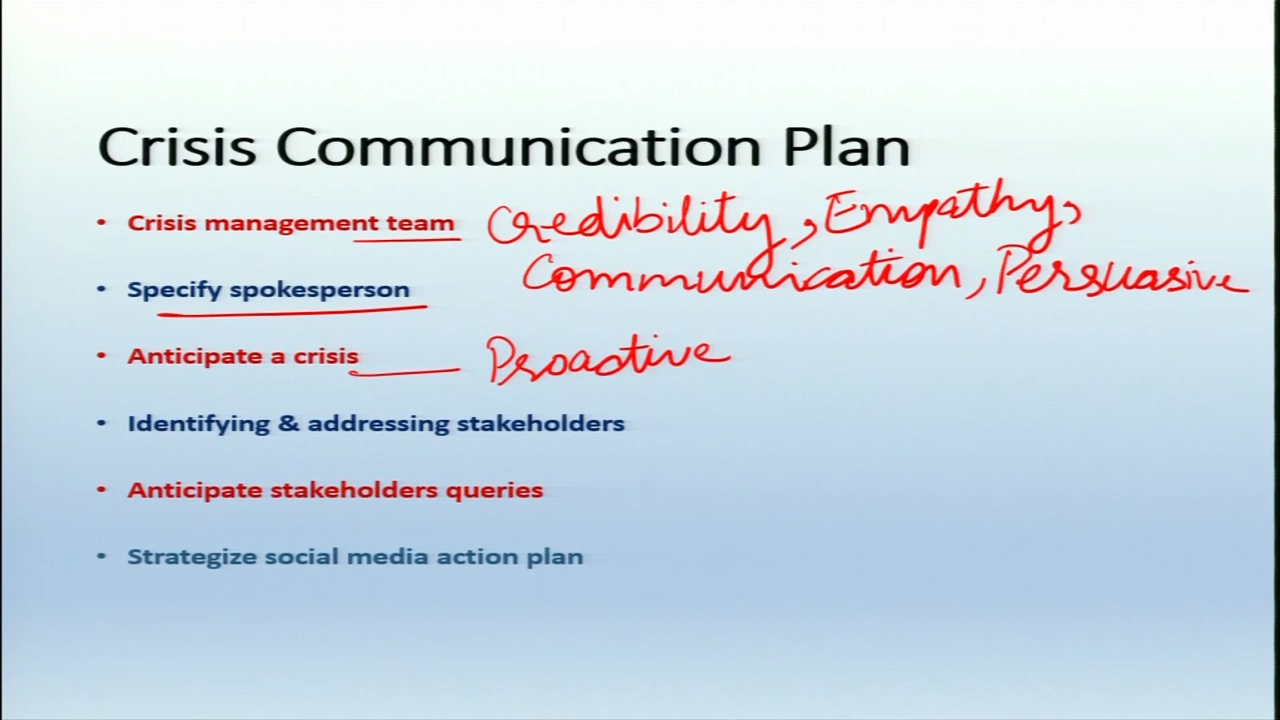 Crisis Communication Plan
• Crisis management team Credibility, Empathy,
• Specify spokesperson Communication, Persuasive
• Anticipate a crisis Proactive
• Identifying & addressing stakeholders
• Anticipate stakeholders queries
• Strategize social media action plan